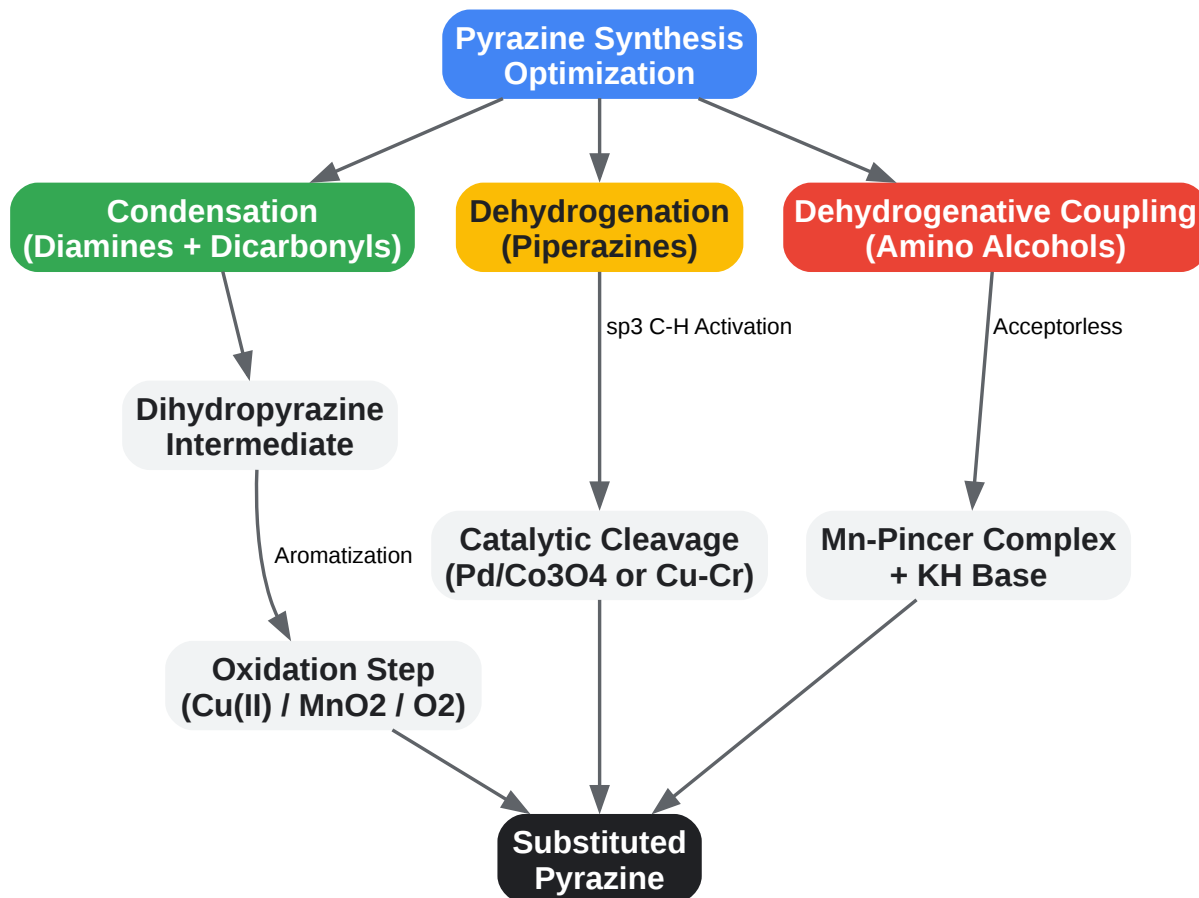 Pyrazine Synthesis
Optimization
Condensation
(Diamines + Dicarbonyls)
Dehydrogenation
(Piperazines)
Dehydrogenative Coupling
(Amino Alcohols)
sp3 C-H Activation
Acceptorless
Dihydropyrazine
Intermediate
Aromatization
Catalytic Cleavage
(Pd/Co3O4 or Cu-Cr)
Mn-Pincer Complex
+ KH Base
Oxidation Step
(Cu(II) / MnO2 / O2)
Substituted
Pyrazine